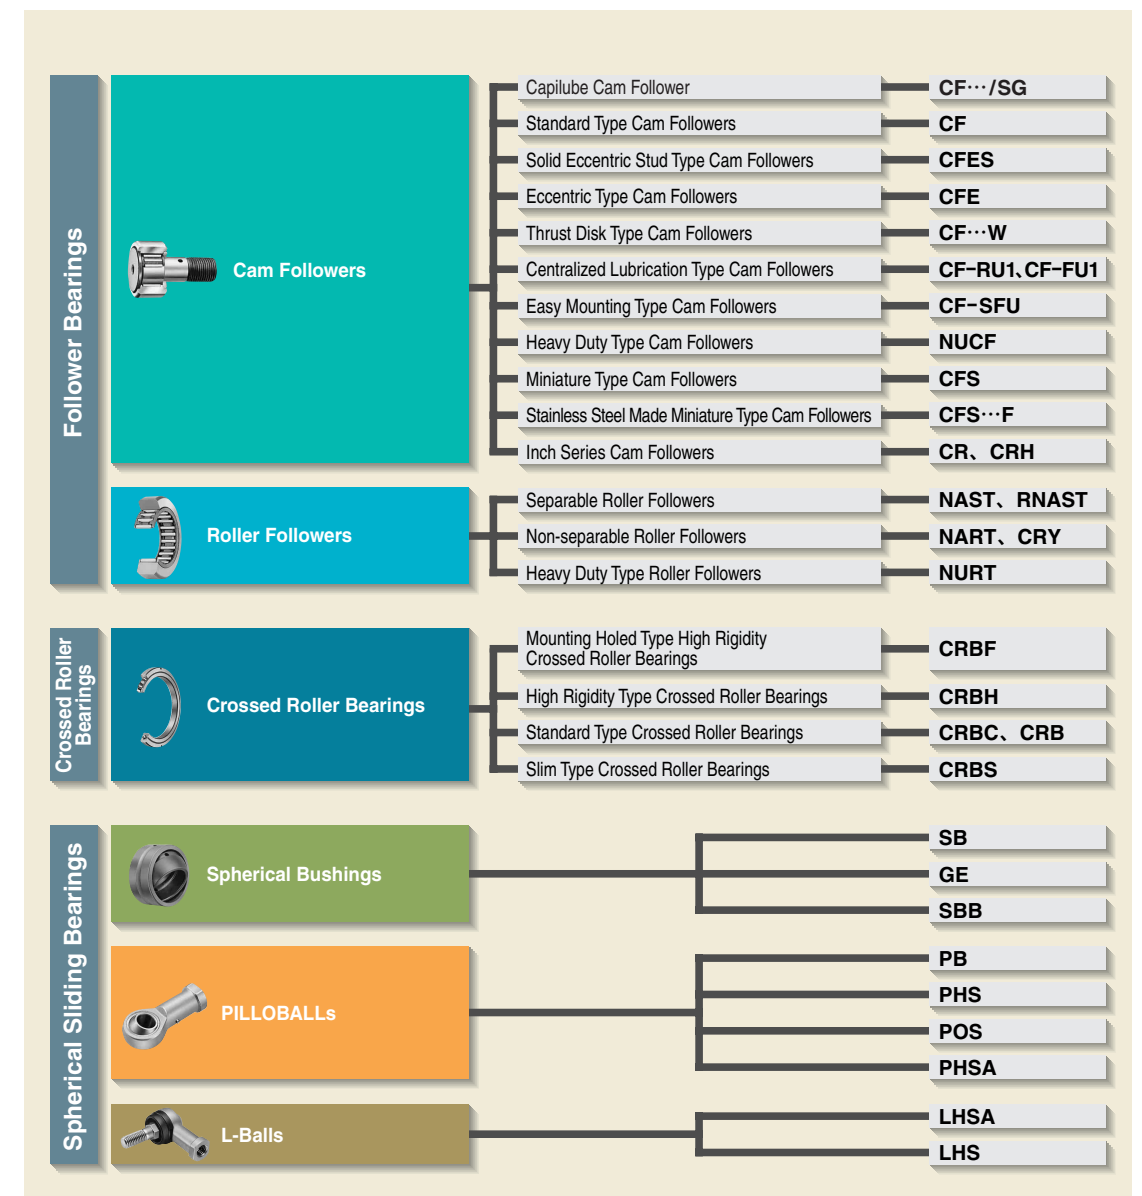 Follower Bearings
Cam Followers
Capilube Cam Follower
CF···/SG
Standard Type Cam Followers
CF
Solid Eccentric Stud Type Cam Followers
CFES
Eccentric Type Cam Followers
CFE
Thrust Disk Type Cam Followers
CF···W
Centralized Lubrication Type Cam Followers
CF-RU1、CF-FU1
Easy Mounting Type Cam Followers
CF-SFU
Heavy Duty Type Cam Followers
NUCF
Miniature Type Cam Followers
CFS
Stainless Steel Made Miniature Type Cam Followers
CFS···F
Inch Series Cam Followers
CR、CRH
Roller Followers
Separable Roller Followers
NAST、RNAST
Non-separable Roller Followers
NART、CRY
Heavy Duty Type Roller Followers
NURT
Crossed Roller
Bearings
Crossed Roller Bearings
Mounting Holed Type High Rigidity
Crossed Roller Bearings
CRBF
High Rigidity Type Crossed Roller Bearings
CRBH
Standard Type Crossed Roller Bearings
CRBC、CRB
Slim Type Crossed Roller Bearings
CRBS
Spherical Sliding Bearings
Spherical Bushings
SB
GE
SBB
PILLOBALLs
PB
PHS
POS
PHSA
L-Balls
LHSA
LHS